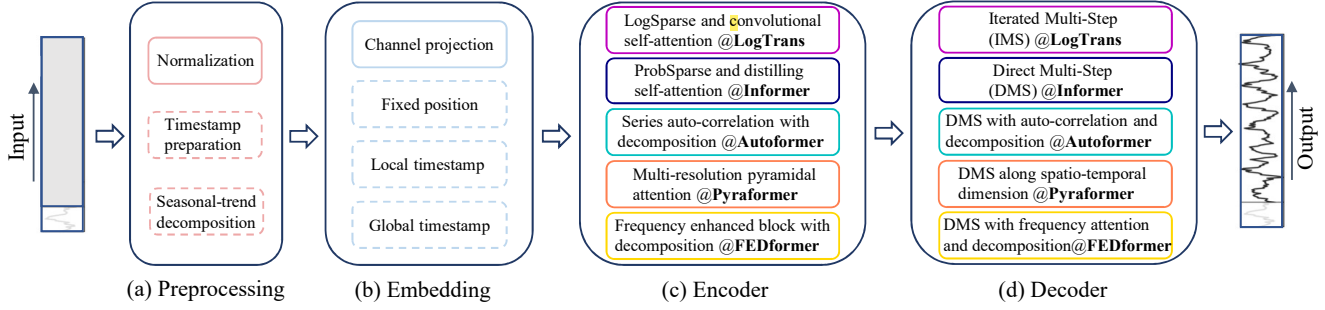 Input
Normalization
Timestamp
preparation
Seasonal-trend
decomposition
(a) Preprocessing
Channel projection
Fixed position
Local timestamp
Global timestamp
(b) Embedding
LogSparse and convolutional
self-attention @LogTrans
ProbSparse and distilling
self-attention @Informer
Series auto-correlation with
decomposition @Autoformer
Multi-resolution pyramidal
attention @Pyraformer
Frequency enhanced block with
decomposition @FEDformer
(c) Encoder
Iterated Multi-Step
(IMS) @LogTrans
Direct Multi-Step
(DMS) @Informer
DMS with auto-correlation and
decomposition @Autoformer
DMS along spatio-temporal
dimension @Pyraformer
DMS with frequency attention
and decomposition@FEDformer
(d) Decoder
Output